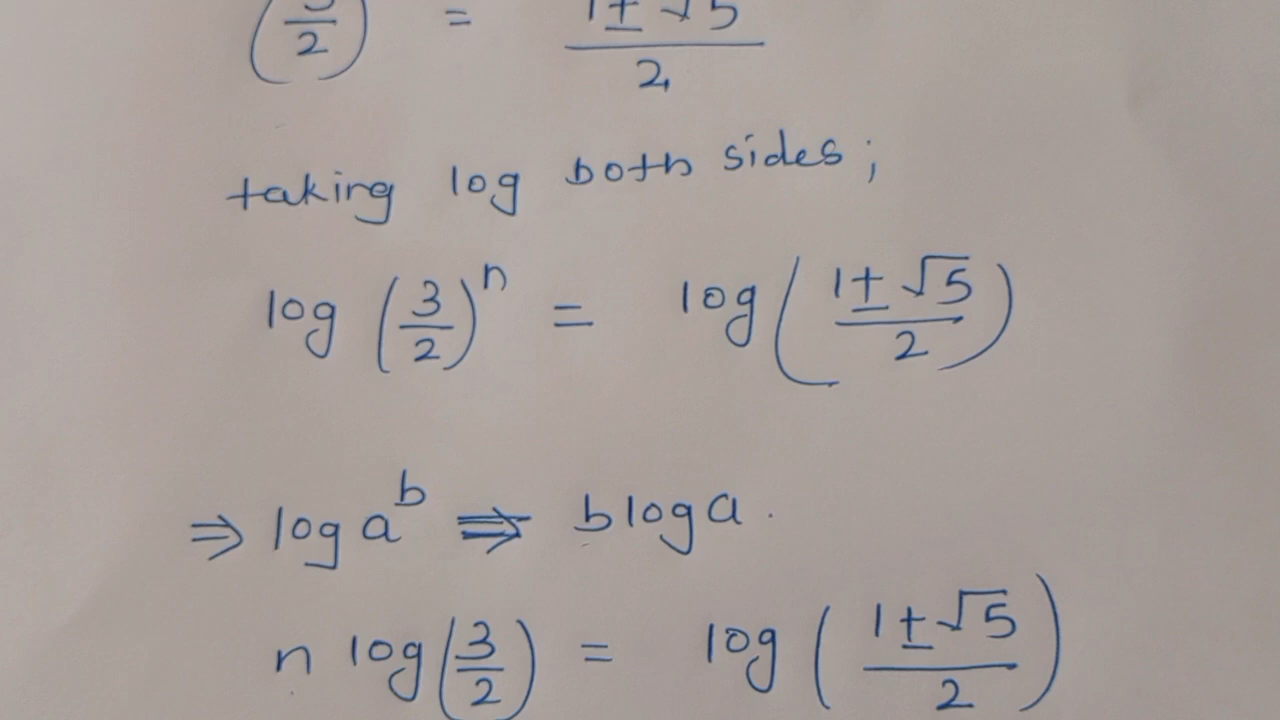 (3/2) = (1 ± √5)/2
taking log both sides;
log (3/2)^n = log ((1 ± √5)/2)
⇒ log a^b ⇒ b log a.
n log (3/2) = log ((1 ± √5)/2)